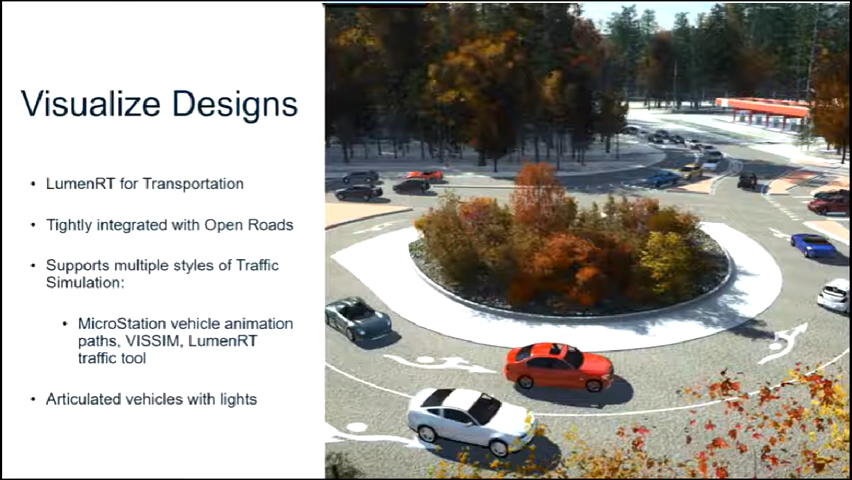 Visualize Designs
• LumenRT for Transportation
• Tightly integrated with Open Roads
• Supports multiple styles of Traffic
Simulation:
• MicroStation vehicle animation
paths, VISSIM, LumenRT
traffic tool
• Articulated vehicles with lights